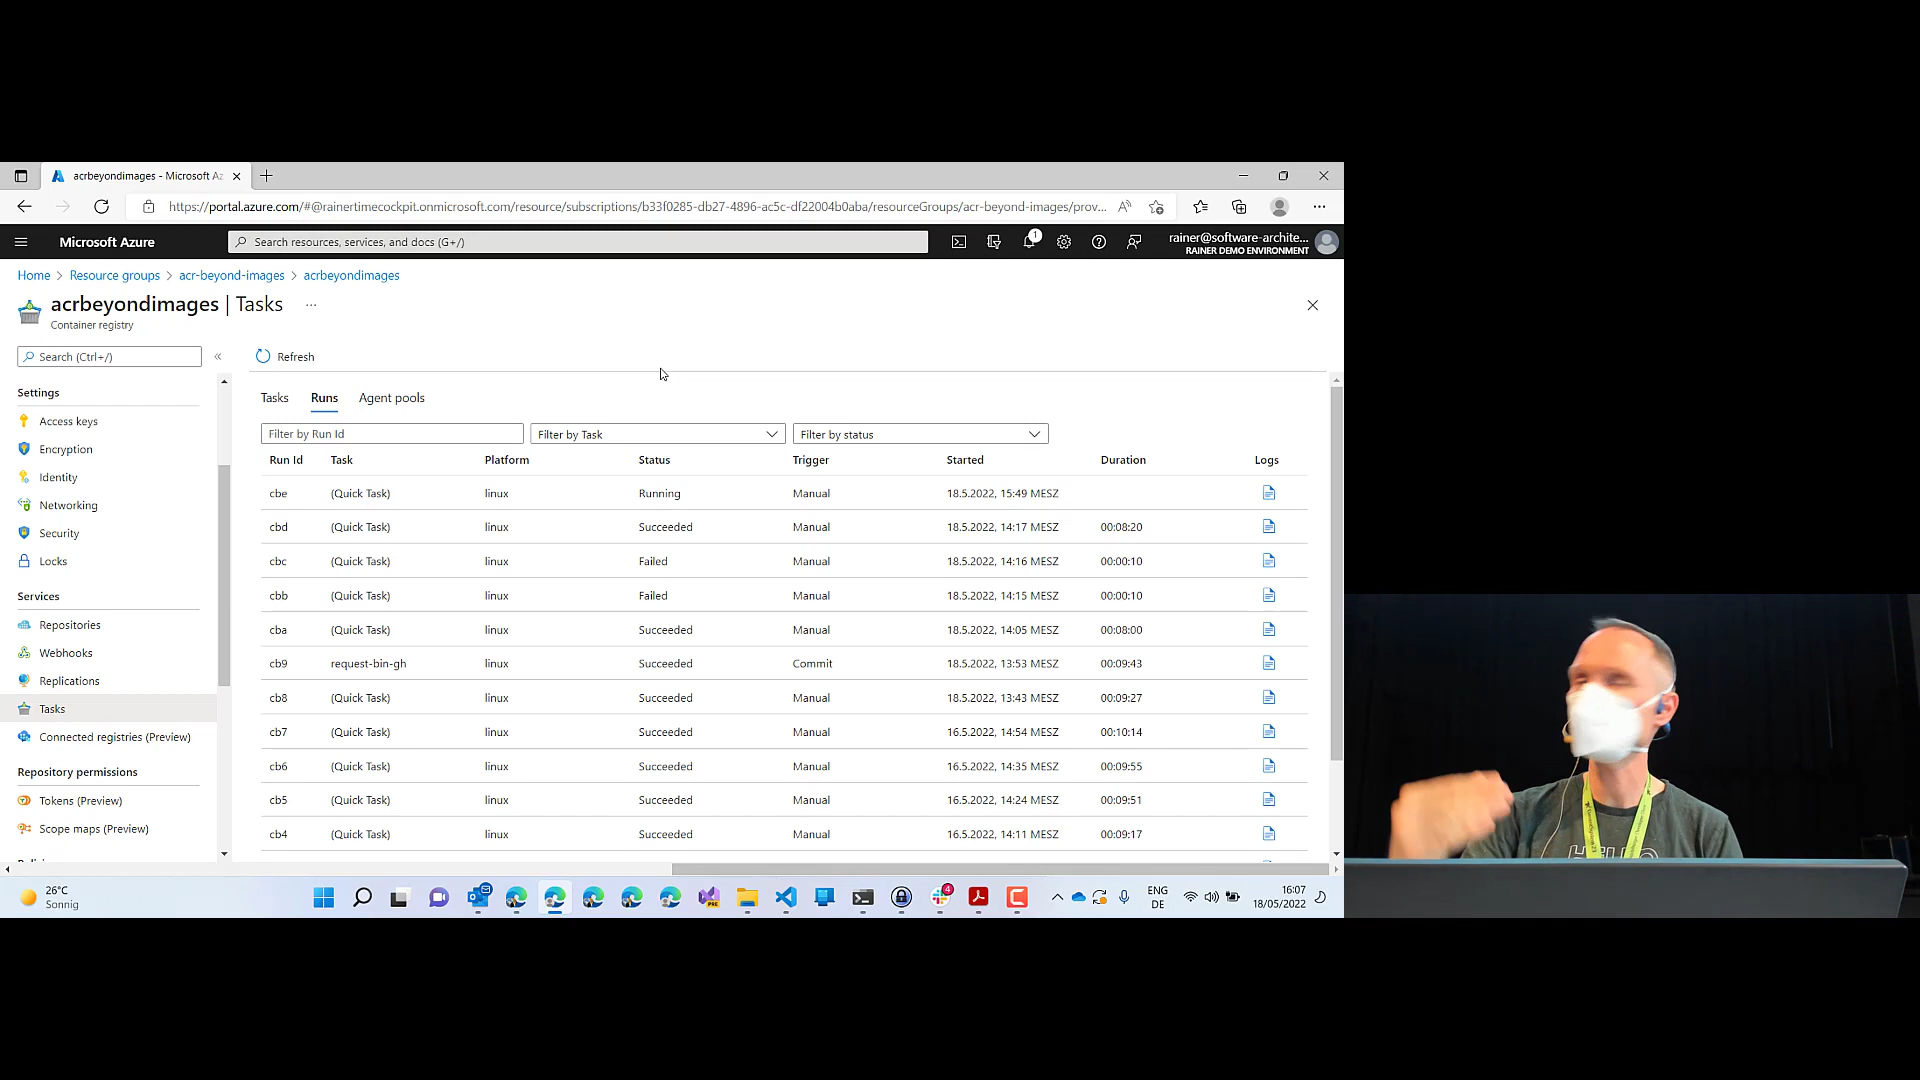 acrbeyondimages - Microsoft Az
https://portal.azure.com/#@rainertimecockpit.onmicrosoft.com/resource/subscriptions/b33f0285-db27-4896-ac5c-df22004b0aba/resourceGroups/acr-beyond-images/prov...
Microsoft Azure
Search resources, services, and docs (G+/)
1
rainer@software-archite...
RAINER DEMO ENVIRONMENT
Home > Resource groups > acr-beyond-images > acrbeyondimages
acrbeyondimages | Tasks ...
Container registry
Search (Ctrl+/)
«
Refresh
Settings
Access keys
Encryption
Identity
Networking
Security
Locks
Services
Repositories
Webhooks
Replications
Tasks
Connected registries (Preview)
Repository permissions
Tokens (Preview)
Scope maps (Preview)
Tasks Runs Agent pools
Filter by Run Id Filter by Task Filter by status
Run Id Task Platform Status Trigger Started Duration Logs
cbe (Quick Task) linux Running Manual 18.5.2022, 15:49 MESZ
cbd (Quick Task) linux Succeeded Manual 18.5.2022, 14:17 MESZ 00:08:20
cbc (Quick Task) linux Failed Manual 18.5.2022, 14:16 MESZ 00:00:10
cbb (Quick Task) linux Failed Manual 18.5.2022, 14:15 MESZ 00:00:10
cba (Quick Task) linux Succeeded Manual 18.5.2022, 14:05 MESZ 00:08:00
cb9 request-bin-gh linux Succeeded Commit 18.5.2022, 13:53 MESZ 00:09:43
cb8 (Quick Task) linux Succeeded Manual 18.5.2022, 13:43 MESZ 00:09:27
cb7 (Quick Task) linux Succeeded Manual 16.5.2022, 14:54 MESZ 00:10:14
cb6 (Quick Task) linux Succeeded Manual 16.5.2022, 14:35 MESZ 00:09:55
cb5 (Quick Task) linux Succeeded Manual 16.5.2022, 14:24 MESZ 00:09:51
cb4 (Quick Task) linux Succeeded Manual 16.5.2022, 14:11 MESZ 00:09:17
26°C
Sonnig
PRE
4
ENG
DE
16:07
18/05/2022
HELLO